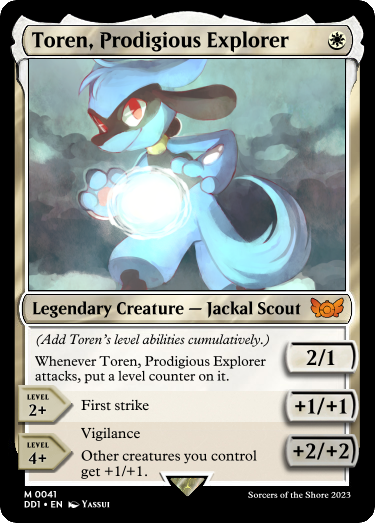 Toren, Prodigious Explorer
Legendary Creature — Jackal Scout
(Add Toren's level abilities cumulatively.)
Whenever Toren, Prodigious Explorer
attacks, put a level counter on it.
2/1
LEVEL
2+
First strike
+1/+1
LEVEL
4+
Vigilance
Other creatures you control
get +1/+1.
+2/+2
M 0041
DD1 • EN Yassui
Sorcers of the Shore 2023